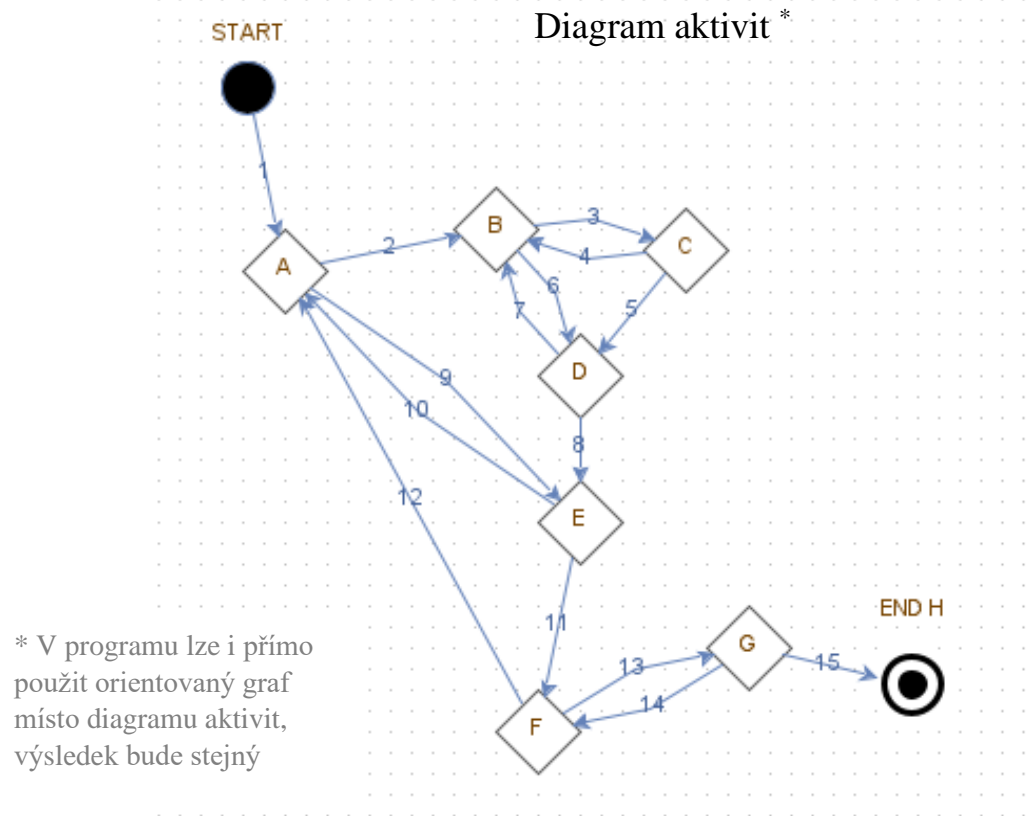 Diagram aktivit *
START
1
B
3
C
2
4
A
6
7
5
D
9
10
8
12
E
END H
11
G
13
15
14
F
* V programu lze i přímo
použit orientovaný graf
místo diagramu aktivit,
výsledek bude stejný